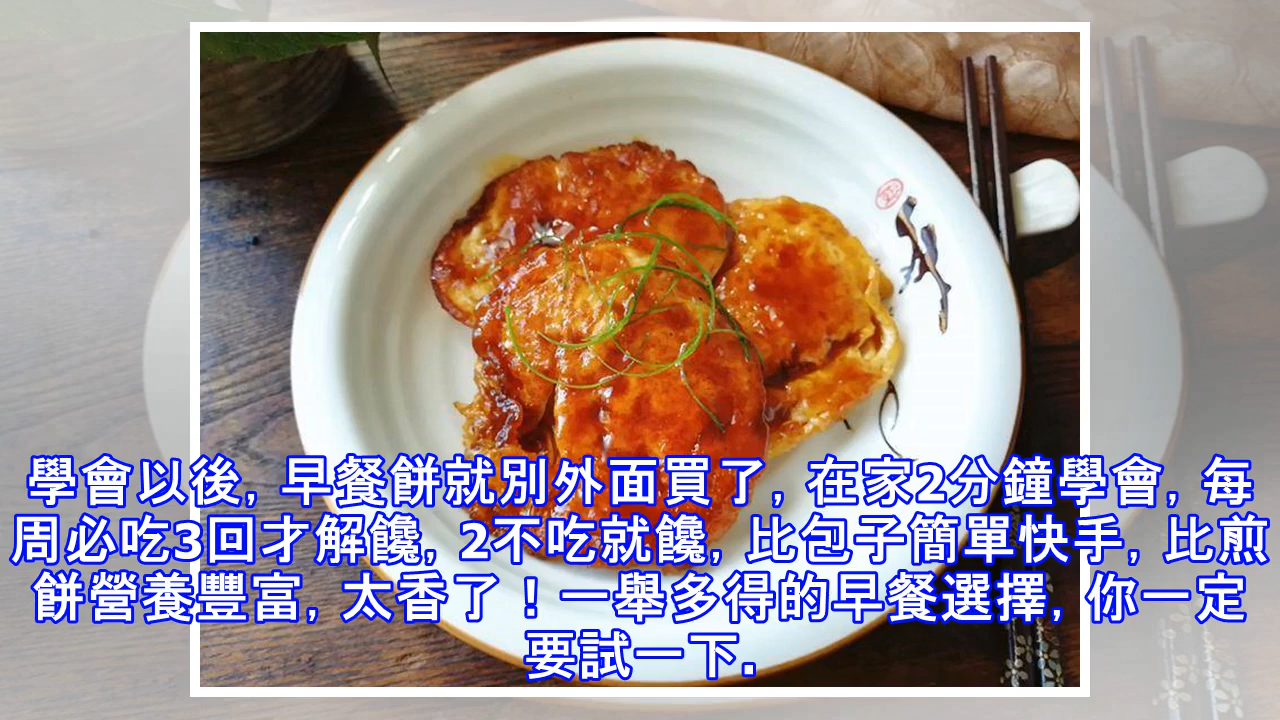 學會以後, 早餐餅就別外面買了, 在家2分鐘學會, 每
周必吃3回才解饞, 2不吃就饞, 比包子簡單快手, 比煎
餅營養豐富, 太香了！一舉多得的早餐選擇, 你一定
要試一下.